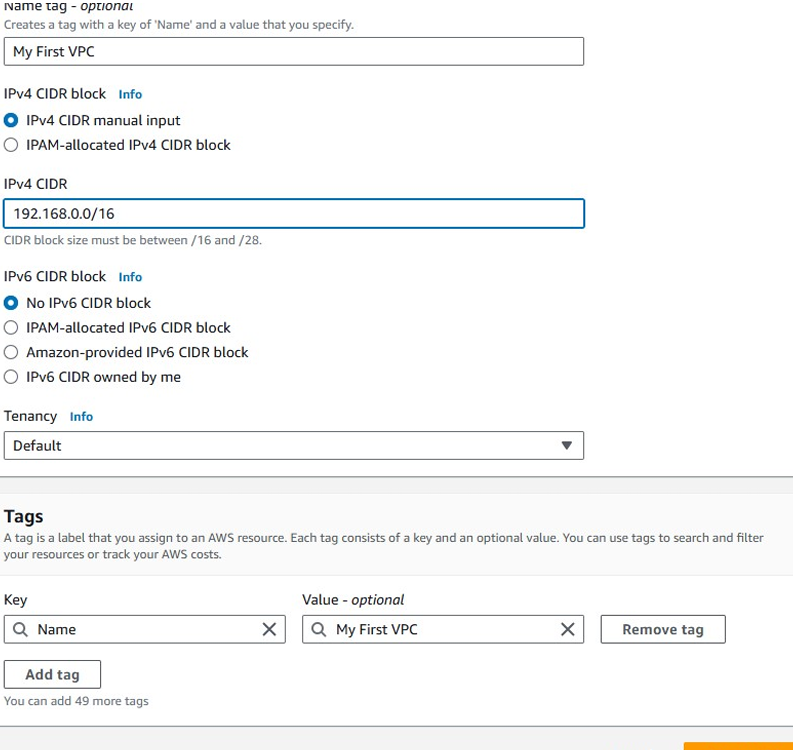 Name tag - optional
Creates a tag with a key of 'Name' and a value that you specify.
My First VPC
IPv4 CIDR block Info
IPv4 CIDR manual input
IPAM-allocated IPv4 CIDR block
IPv4 CIDR
192.168.0.0/16
CIDR block size must be between /16 and /28.
IPv6 CIDR block Info
No IPv6 CIDR block
IPAM-allocated IPv6 CIDR block
Amazon-provided IPv6 CIDR block
IPv6 CIDR owned by me
Tenancy Info
Default
Tags
A tag is a label that you assign to an AWS resource. Each tag consists of a key and an optional value. You can use tags to search and filter
your resources or track your AWS costs.
Key Value - optional
Name My First VPC Remove tag
Add tag
You can add 49 more tags